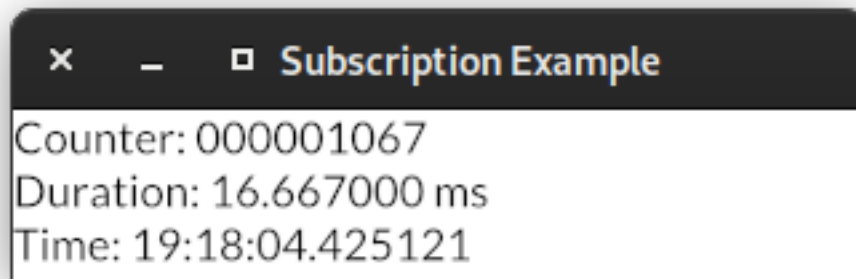 Subscription Example
Counter: 000001067
Duration: 16.667000 ms
Time: 19:18:04.425121